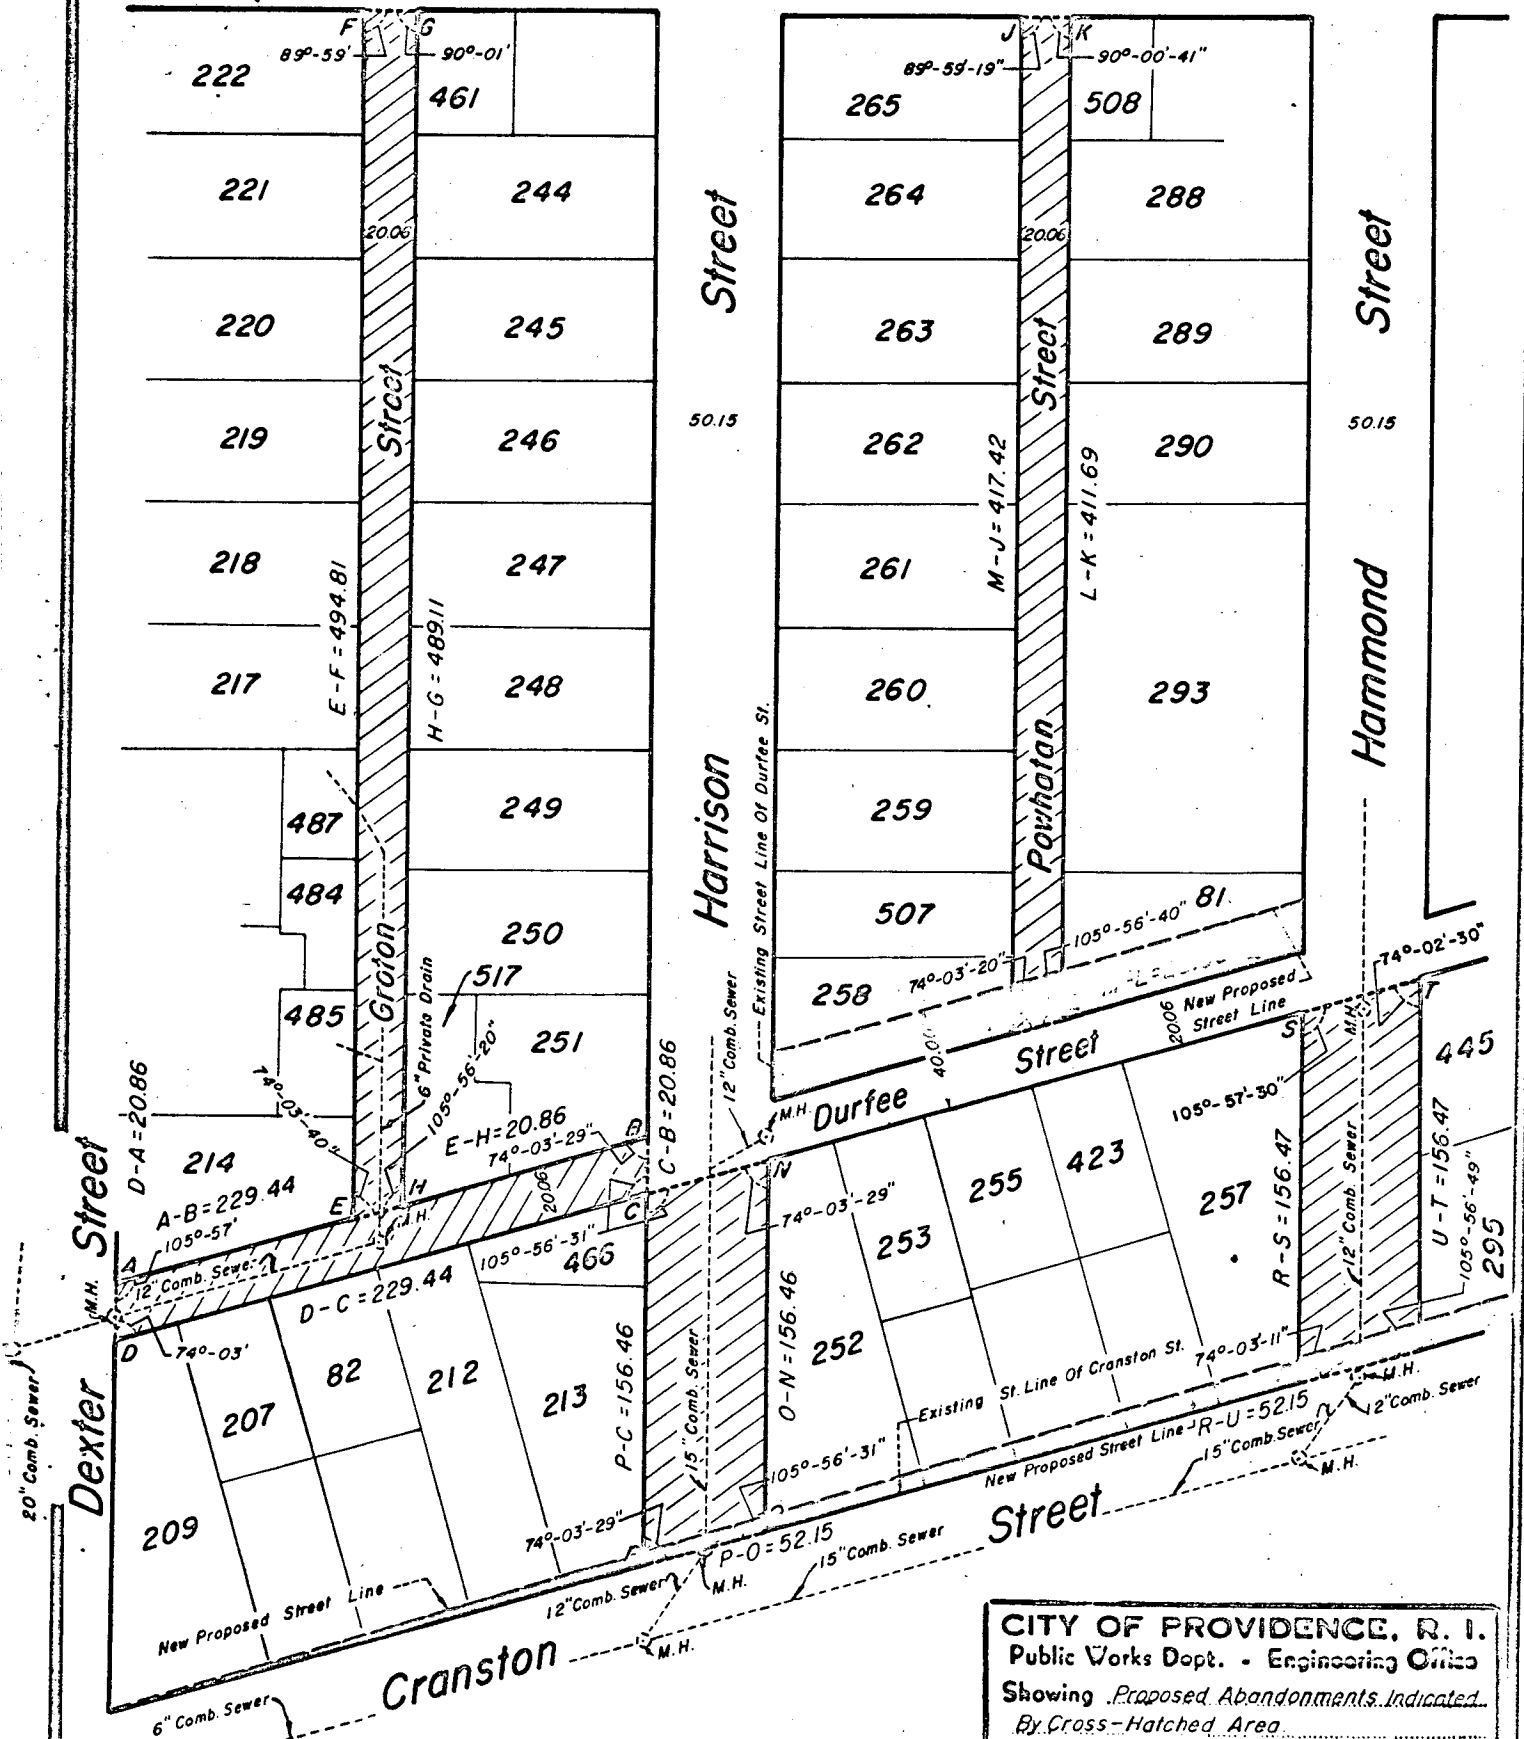 F
G
J
K
89°-59'
90°-01'
89°-59'-19"
90°-00'-41"
222
461
265
508
221
244
264
288
20.06
20.06
220
245
263
289
Street
Street
Street
Street
219
246
50.15
262
290
50.15
218
247
261
217
248
260
293
E-F = 494.81
H-G = 489.11
M-J = 417.42
L-K = 411.69
Harrison
Hammond
Existing Street Line Of Durfee St.
Powhatan
487
249
259
484
250
507
81
Groton
517
6" Private Drain
485
251
258
74°-03'-20"
105°-56'-40"
74°-02'-30"
New Proposed
Street Line
20.06
40.00
Durfee
Street
12" Comb. Sewer
M.H.
S
T
M.H.
445
D-A = 20.86
74°-03'-40"
105°-56'-20"
E-H = 20.86
74°-03'-29"
B
C-B = 20.86
214
A-B = 229.44
105°-57'
E
H
M.H.
20.06
C
N
74°-03'-29"
255
423
257
105°-57'-30"
R-S = 156.47
12" Comb. Sewer
U-T = 156.47
105°-56'-49"
295
Street
A
12" Comb. Sewer
M.H.
D
74°-03'
D-C = 229.44
105°-56'-31"
466
253
252
207
82
212
213
P-C = 156.46
15" Comb. Sewer
O-N = 156.46
Existing St. Line Of Cranston St.
74°-03'-11"
R-U = 52.15
M.H.
12" Comb. Sewer
20" Comb. Sewer
Dexter
209
105°-56'-31"
New Proposed Street Line
15" Comb. Sewer
M.H.
74°-03'-29"
P
O
P-O = 52.15
M.H.
15" Comb. Sewer
Street
New Proposed Street Line
12" Comb. Sewer
M.H.
Cranston
6" Comb. Sewer
CITY OF PROVIDENCE, R. I.
Public Works Dept. - Engineering Office
Showing Proposed Abandonments Indicated
By Cross-Hatched Area